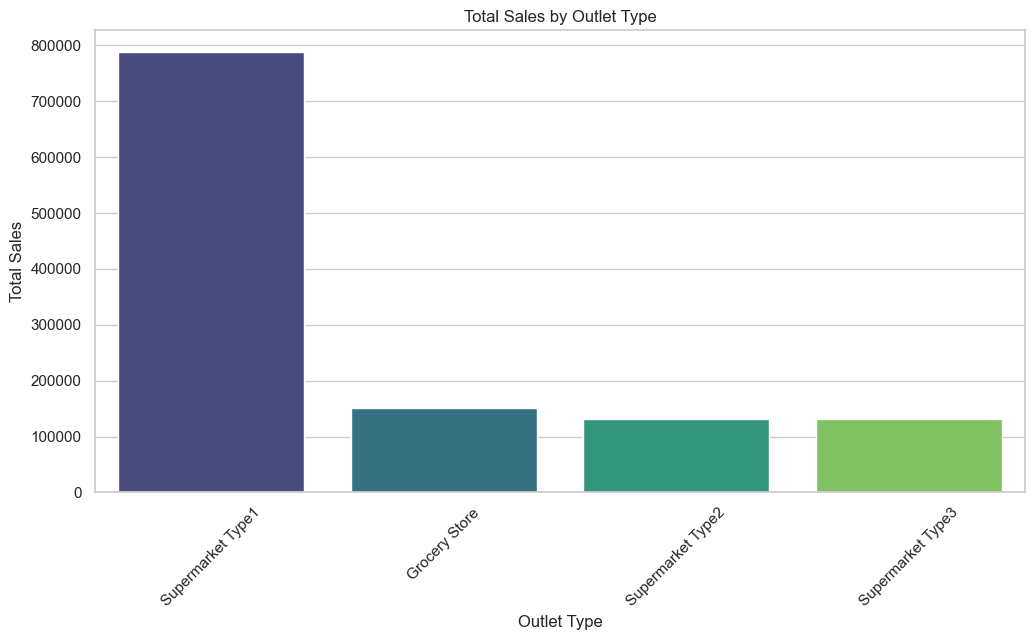 Total Sales by Outlet Type
Total Sales
800000
700000
600000
500000
400000
300000
200000
100000
0
Supermarket Type1
Grocery Store
Supermarket Type2
Supermarket Type3
Outlet Type